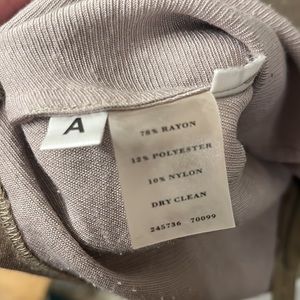 A
78% RAYON
12% POLYESTER
10% NYLON
DRY CLEAN
245736 70099